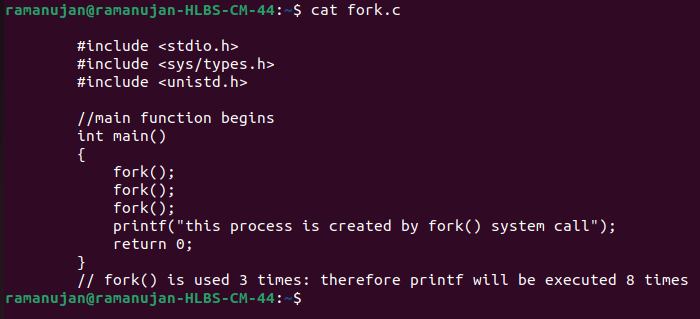 ramanujan@ramanujan-HLBS-CM-44:~$ cat fork.c
#include <stdio.h>
#include <sys/types.h>
#include <unistd.h>
//main function begins
int main()
{
fork();
fork();
fork();
printf("this process is created by fork() system call");
return 0;
}
// fork() is used 3 times: therefore printf will be executed 8 times
ramanujan@ramanujan-HLBS-CM-44:~$